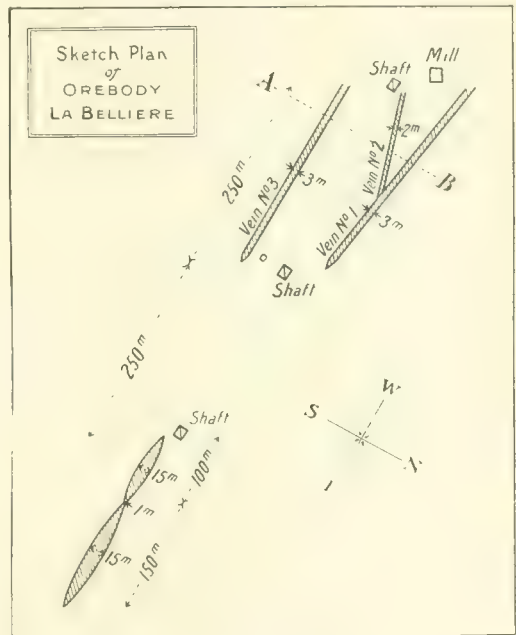 Sketch Plan
of
OREBODY
LA BELLIERE
Mill
Shaft
A
2m
Vein No 2
B
250m
3m
Vein No 3
Vein No 1
3m
Shaft
250m
W
S
N
Shaft
15m
100m
1m
15m
150m